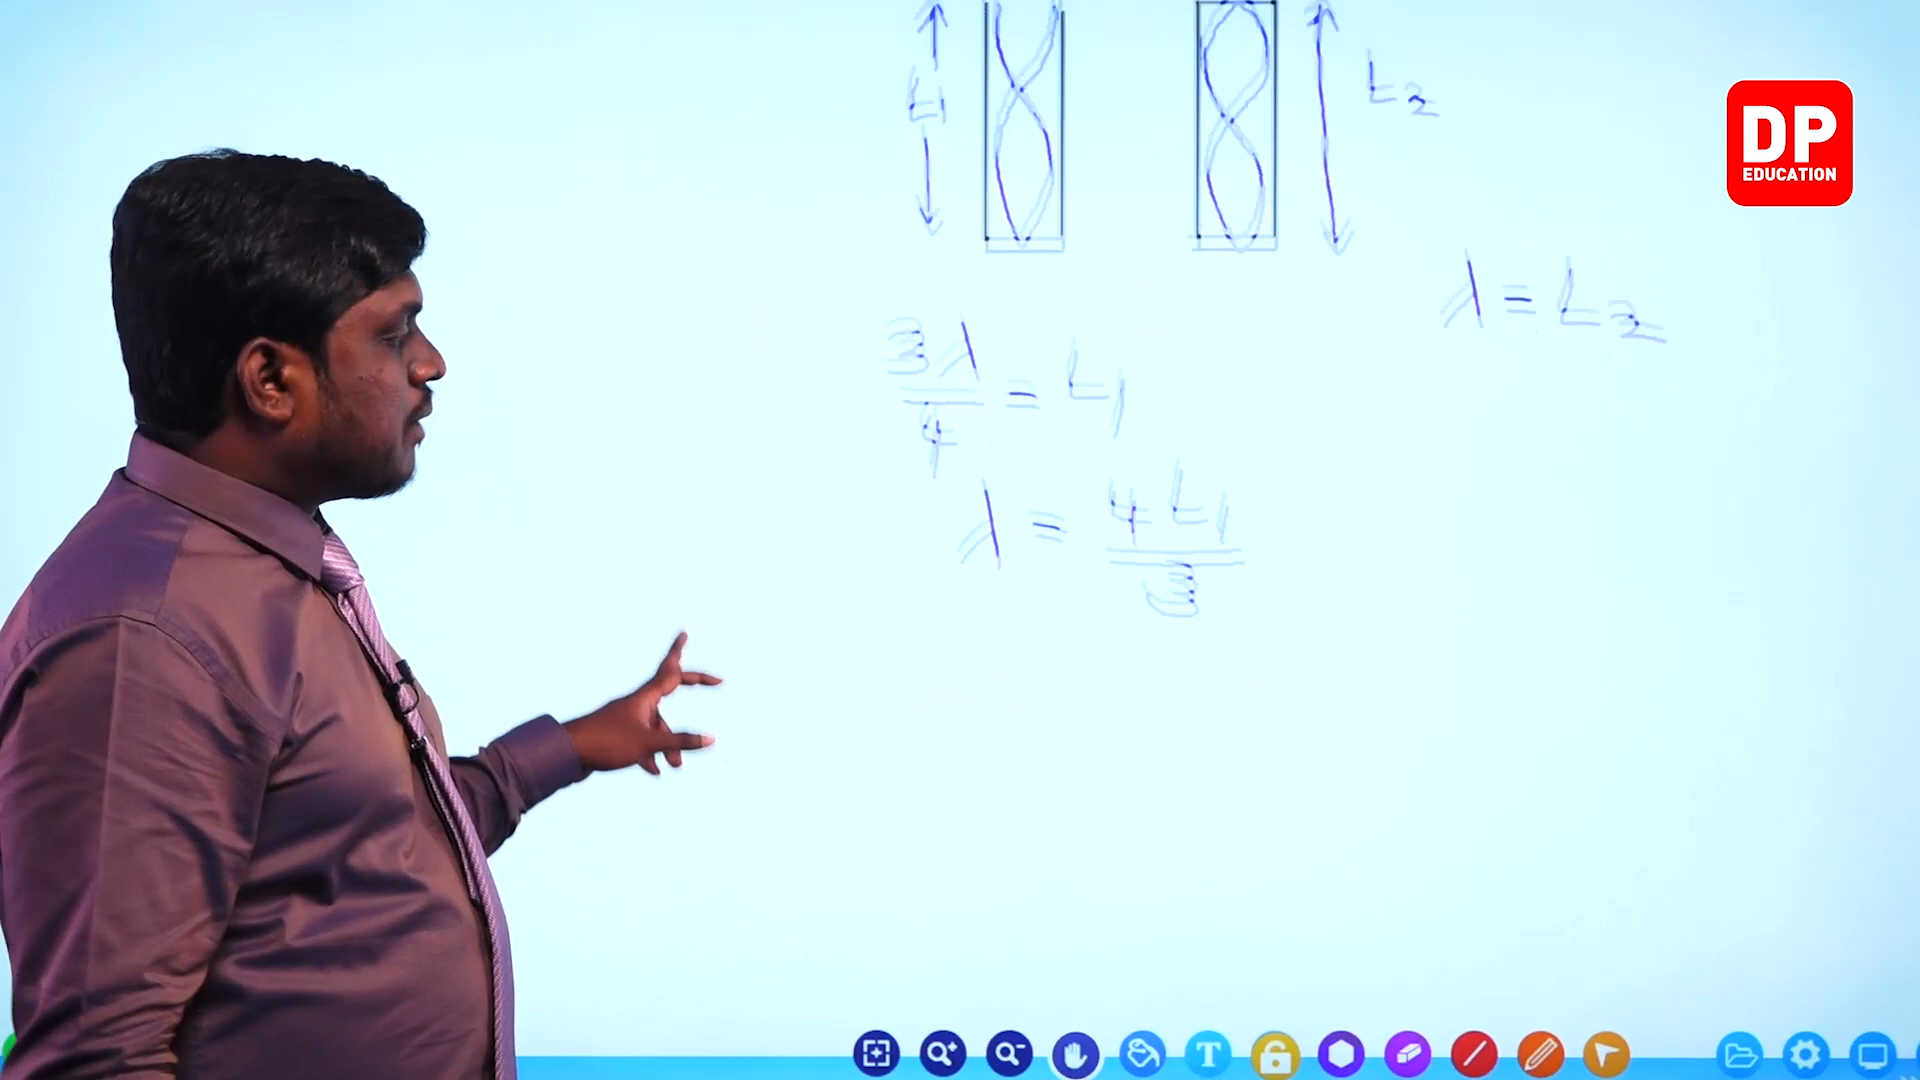 L1
L2
DP
EDUCATION
λ = L2
3λ/4 = L1
λ = 4L1/3
T